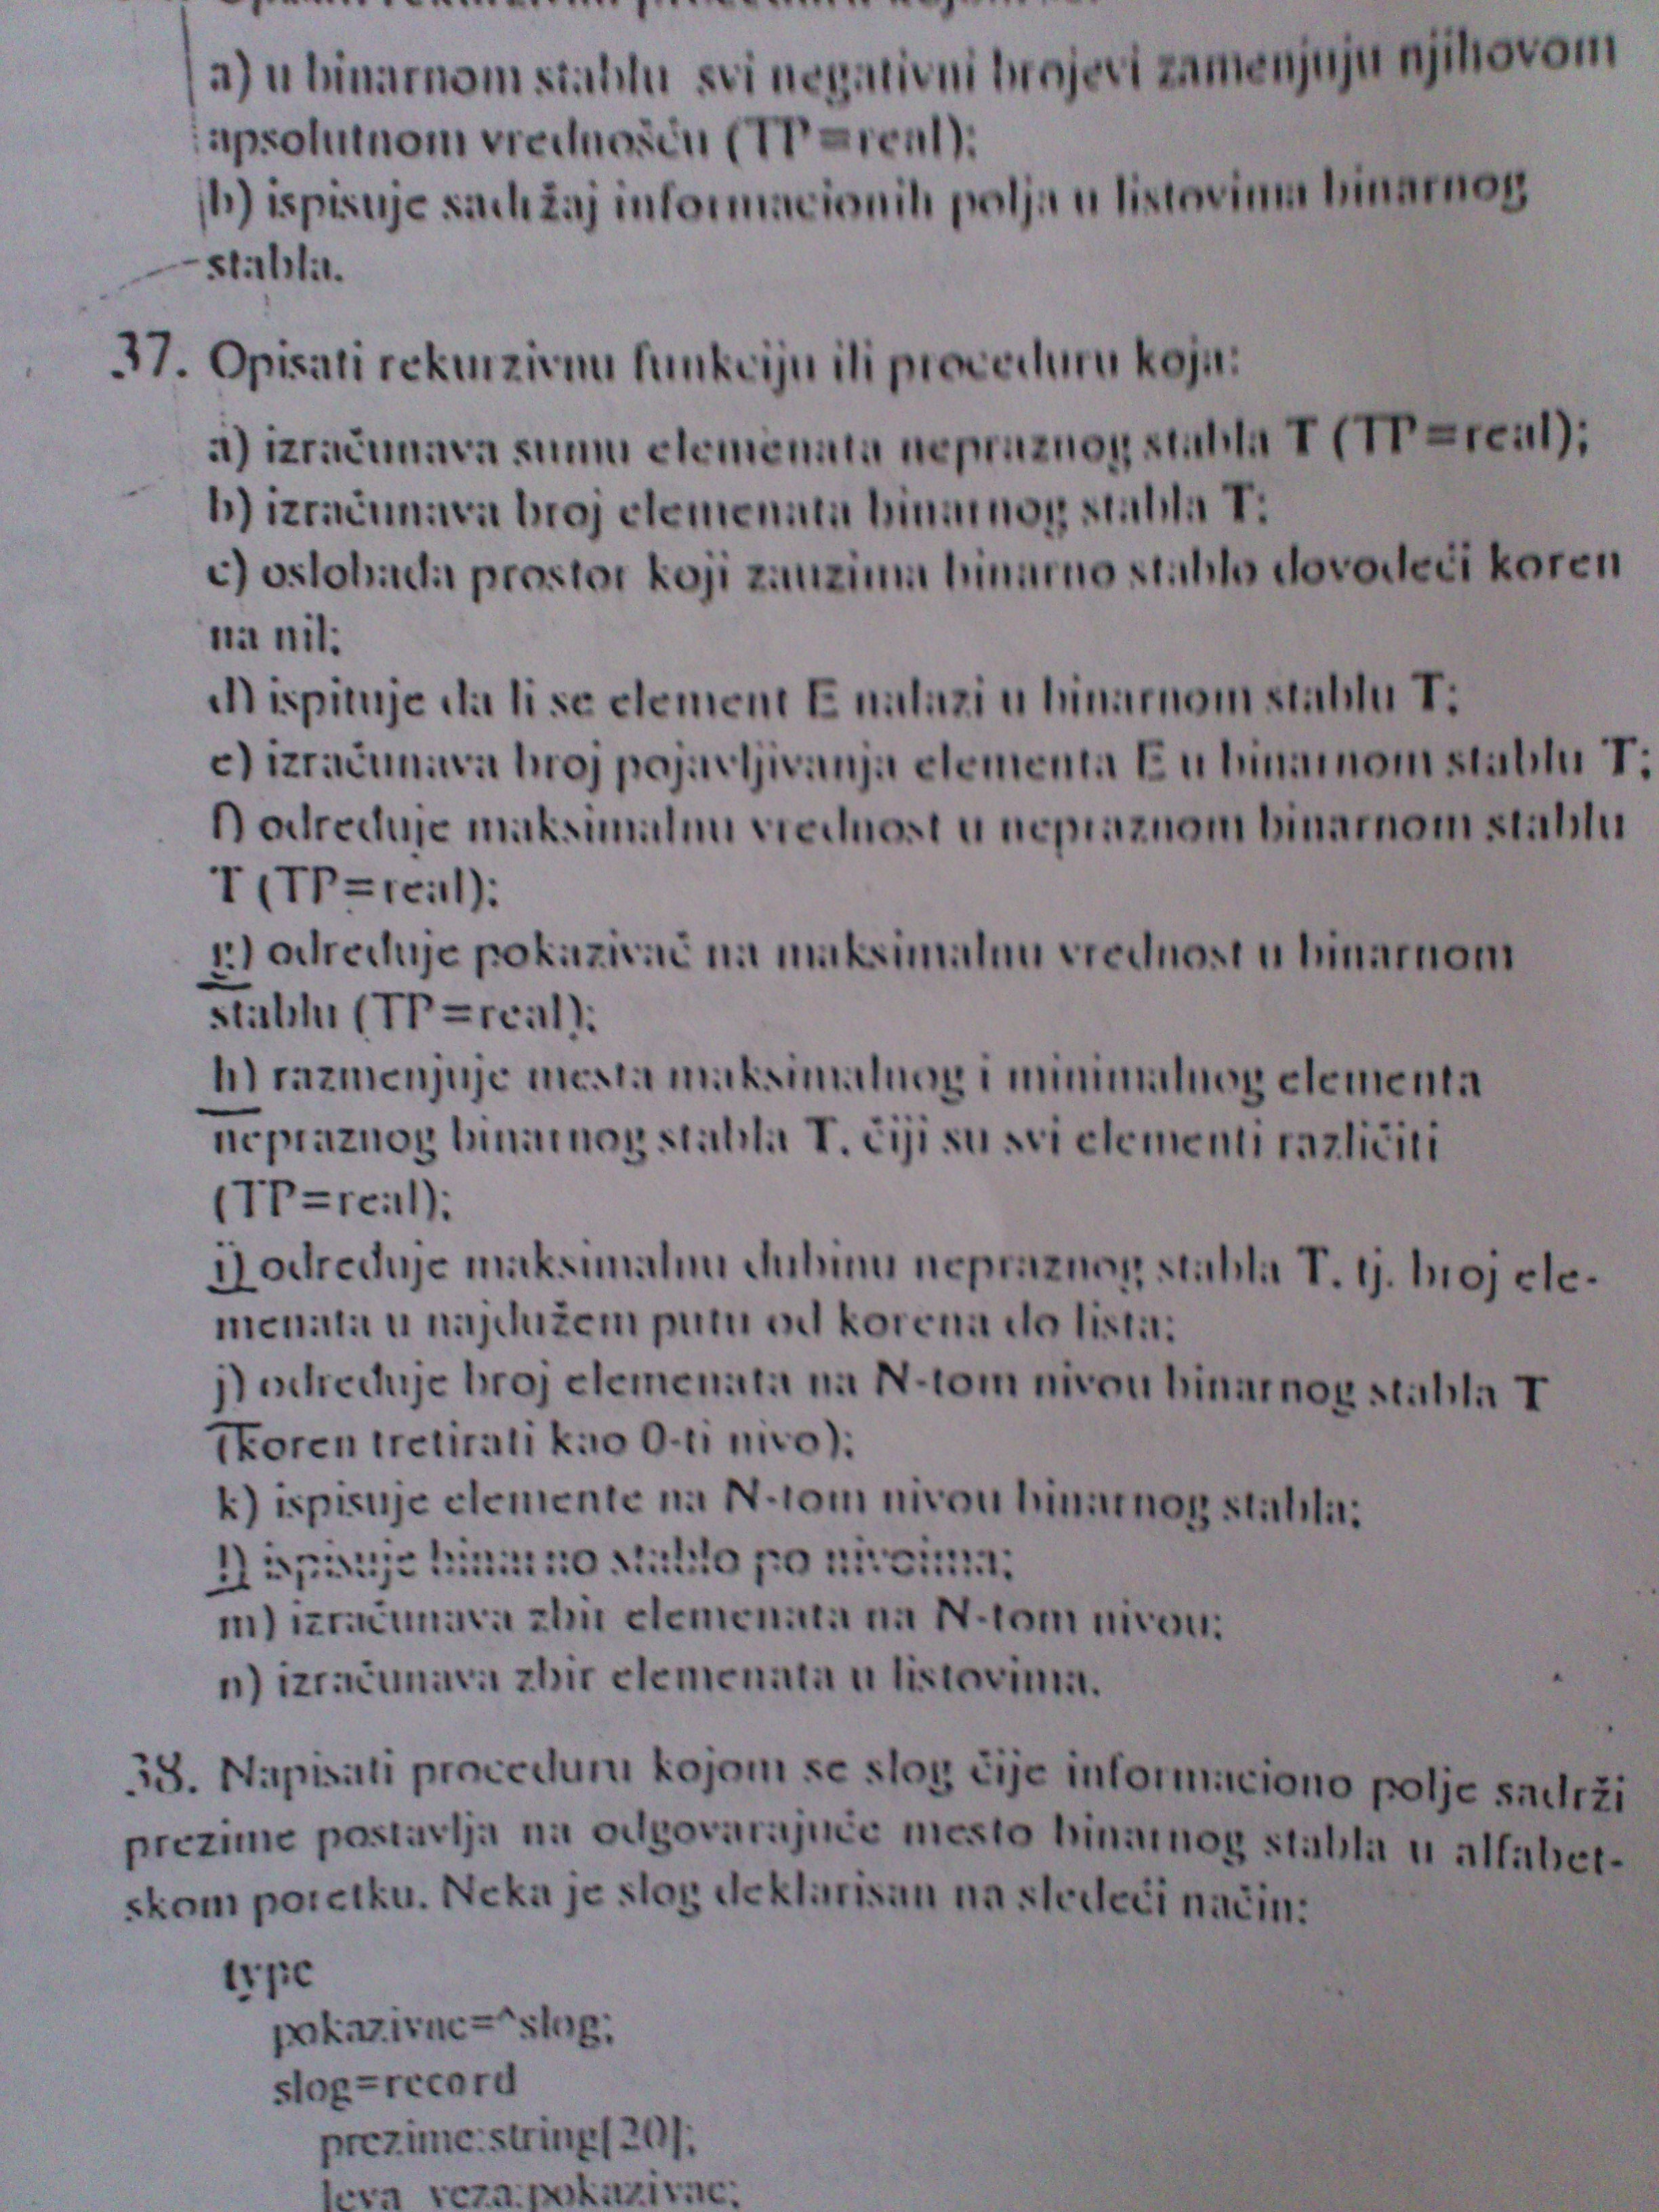 a) u binarnom stablu svi negativni brojevi zamenjuju njihovom
apsolutnom vrednošću (TP=real);
b) ispisuje sadržaj informacionih polja u listovima binarnog
stabla.
37. Opisati rekurzivnu funkciju ili proceduru koja:
a) izračunava sumu elemenata nepraznog stabla T (TP=real);
b) izračunava broj elemenata binarnog stabla T;
c) oslobađa prostor koji zauzima binarno stablo dovodeći koren
na nil;
d) ispituje da li se element E nalazi u binarnom stablu T;
e) izračunava broj pojavljivanja elementa E u binarnom stablu T;
f) određuje maksimalnu vrednost u nepraznom binarnom stablu
T (TP=real);
g) određuje pokazivač na maksimalnu vrednost u binarnom
stablu (TP=real);
h) razmenjuje mesta maksimalnog i minimalnog elementa
nepraznog binarnog stabla T, čiji su svi elementi različiti
(TP=real);
i) određuje maksimalnu dubinu nepraznog stabla T, tj. broj ele-
menata u najdužem putu od korena do lista;
j) određuje broj elemenata na N-tom nivou binarnog stabla T
(koren tretirati kao 0-ti nivo);
k) ispisuje elemente na N-tom nivou binarnog stabla;
l) ispisuje binarno stablo po nivoima;
m) izračunava zbir elemenata na N-tom nivou;
n) izračunava zbir elemenata u listovima.
38. Napisati proceduru kojom se slog čije informaciono polje sadrži
prezime postavlja na odgovarajuće mesto binarnog stabla u alfabet-
skom poretku. Neka je slog deklarisan na sledeći način:
type
pokazivac=^slog;
slog=record
prezime:string[20];
leva_veza:pokazivac;